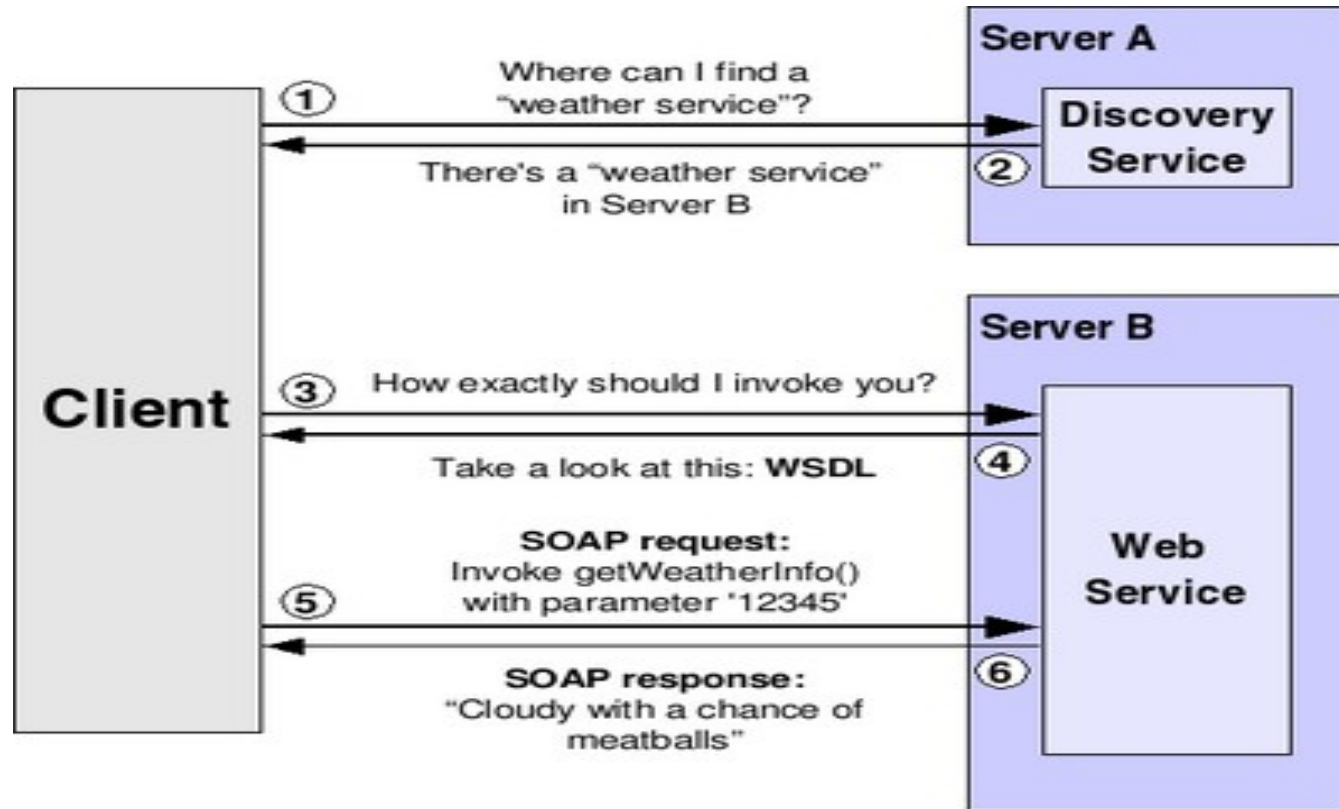 Server A
Discovery
Service
Client
①
Where can I find a
“weather service”?
②
There's a “weather service”
in Server B
Server B
Web
Service
③
How exactly should I invoke you?
④
Take a look at this: WSDL
⑤
SOAP request:
Invoke getWeatherInfo()
with parameter '12345'
⑥
SOAP response:
“Cloudy with a chance of
meatballs”